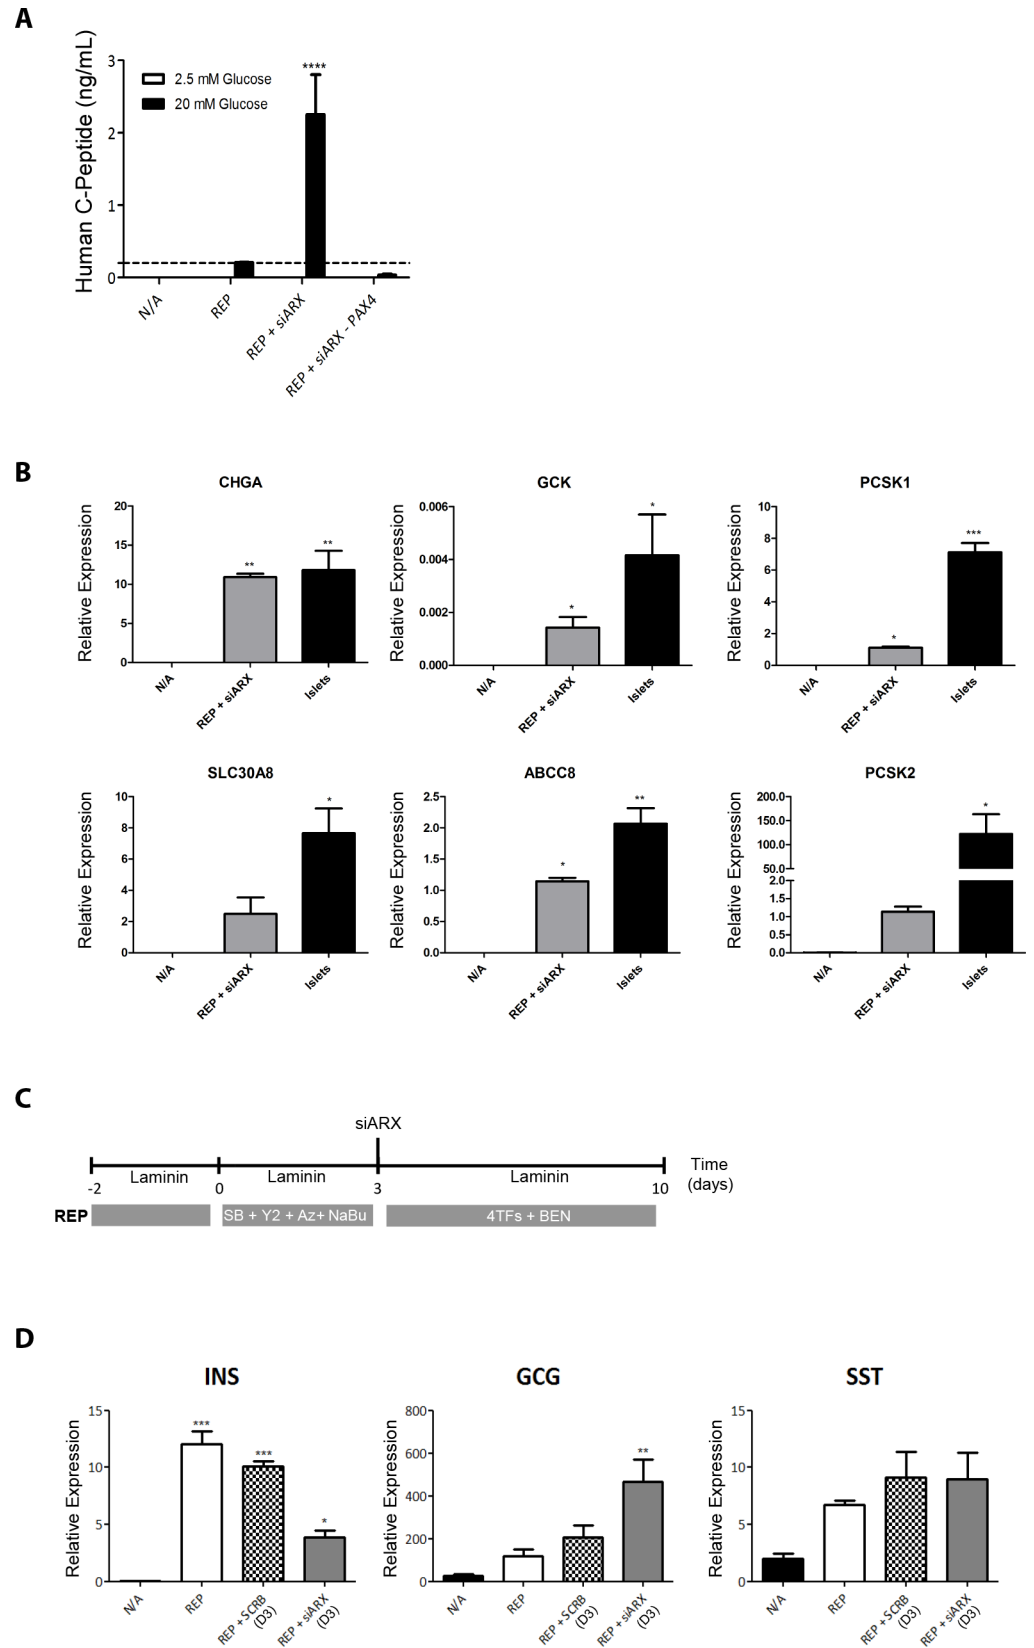 A
Human C-Peptide (ng/mL)
3
2
1
0
2.5 mM Glucose
20 mM Glucose
****
N/A
REP
REP + siARX
REP + siARX - PAX4
B
CHGA
Relative Expression
20
15
10
5
0
**
**
N/A
REP + siARX
Islets
GCK
Relative Expression
0.006
0.004
0.002
0.000
*
*
N/A
REP + siARX
Islets
PCSK1
Relative Expression
10
8
6
4
2
0
*
***
N/A
REP + siARX
Islets
SLC30A8
Relative Expression
10
8
6
4
2
0
*
N/A
REP + siARX
Islets
ABCC8
Relative Expression
2.5
2.0
1.5
1.0
0.5
0.0
*
**
N/A
REP + siARX
Islets
PCSK2
Relative Expression
200.0
150.0
100.0
50.0
2.0
1.5
1.0
0.5
0.0
*
N/A
REP + siARX
Islets
C
siARX
Laminin
Laminin
Laminin
Time
(days)
-2
0
3
10
REP
SB + Y2 + Az+ NaBu
4TFs + BEN
D
INS
Relative Expression
15
10
5
0
***
***
*
N/A
REP
REP + SCRB
(D3)
REP + siARX
(D3)
GCG
Relative Expression
800
600
400
200
0
**
N/A
REP
REP + SCRB
(D3)
REP + siARX
(D3)
SST
Relative Expression
15
10
5
0
N/A
REP
REP + SCRB
(D3)
REP + siARX
(D3)